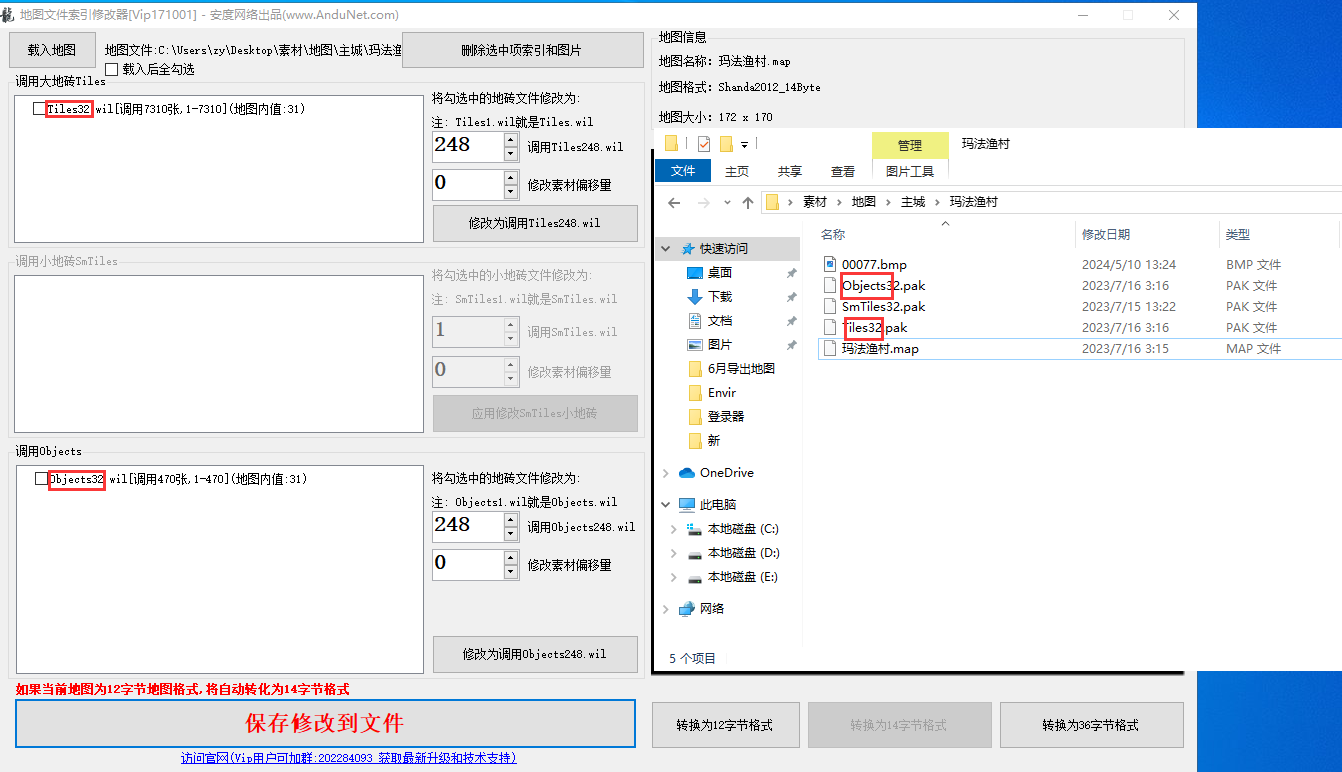 地图文件索引修改器[Vip171001] - 安度网络出品(www.AnduNet.com)
载入地图
地图文件:C:\Users\zy\Desktop\素材\地图\主城\玛法渔
载入后全勾选
删除选中项索引和图片
调用大地砖Tiles
Tiles32.wil[调用7310张,1-7310](地图内值:31)
将勾选中的地砖文件修改为:
注: Tiles1.wil就是Tiles.wil
248
调用Tiles248.wil
0
修改素材偏移量
修改为调用Tiles248.wil
调用小地砖SmTiles
将勾选中的小地砖文件修改为:
注: SmTiles1.wil就是SmTiles.wil
1
调用SmTiles.wil
0
修改素材偏移量
应用修改SmTiles小地砖
调用Objects
Objects32.wil[调用470张,1-470](地图内值:31)
将勾选中的地砖文件修改为:
注: Objects1.wil就是Objects.wil
248
调用Objects248.wil
0
修改素材偏移量
修改为调用Objects248.wil
如果当前地图为12字节地图格式,将自动转化为14字节格式
保存修改到文件
访问官网(Vip用户可加群:202284093 获取最新升级和技术支持)
地图信息
地图名称: 玛法渔村.map
地图格式: Shanda2012_14Byte
地图大小: 172 x 170
管理
玛法渔村
文件
主页
共享
查看
图片工具
素材
地图
主城
玛法渔村
名称
修改日期
类型
00077.bmp 2024/5/10 13:24 BMP 文件
Objects32.pak 2023/7/16 3:16 PAK 文件
SmTiles32.pak 2023/7/15 13:22 PAK 文件
Tiles32.pak 2023/7/16 3:16 PAK 文件
玛法渔村.map 2023/7/16 3:15 MAP 文件
快速访问
桌面
下载
文档
图片
6月导出地图
Envir
登录器
新
OneDrive
此电脑
本地磁盘 (C:)
本地磁盘 (D:)
本地磁盘 (E:)
网络
5 个项目
转换为12字节格式
转换为14字节格式
转换为36字节格式